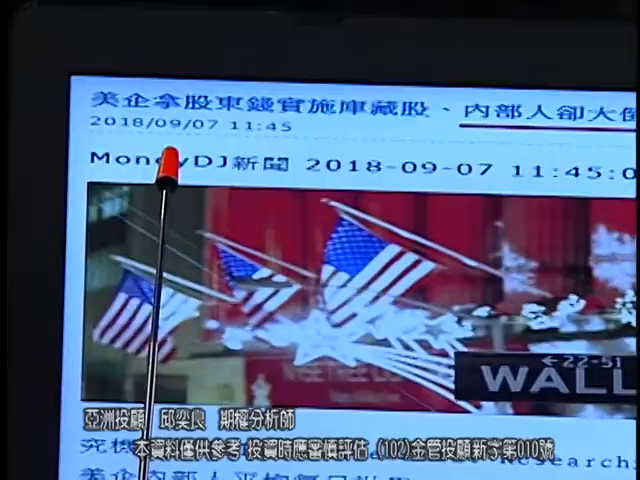 美企拿股東錢實施庫藏股、內部人卻大
2018/09/07 11:45
MoneyDJ新聞 2018-09-07 11:45:0
←22-51
WALL
亞洲投顧 邱奕良 期權分析師
本資料僅供參考,投資時應審慎評估 (102)金管投顧新字第010號